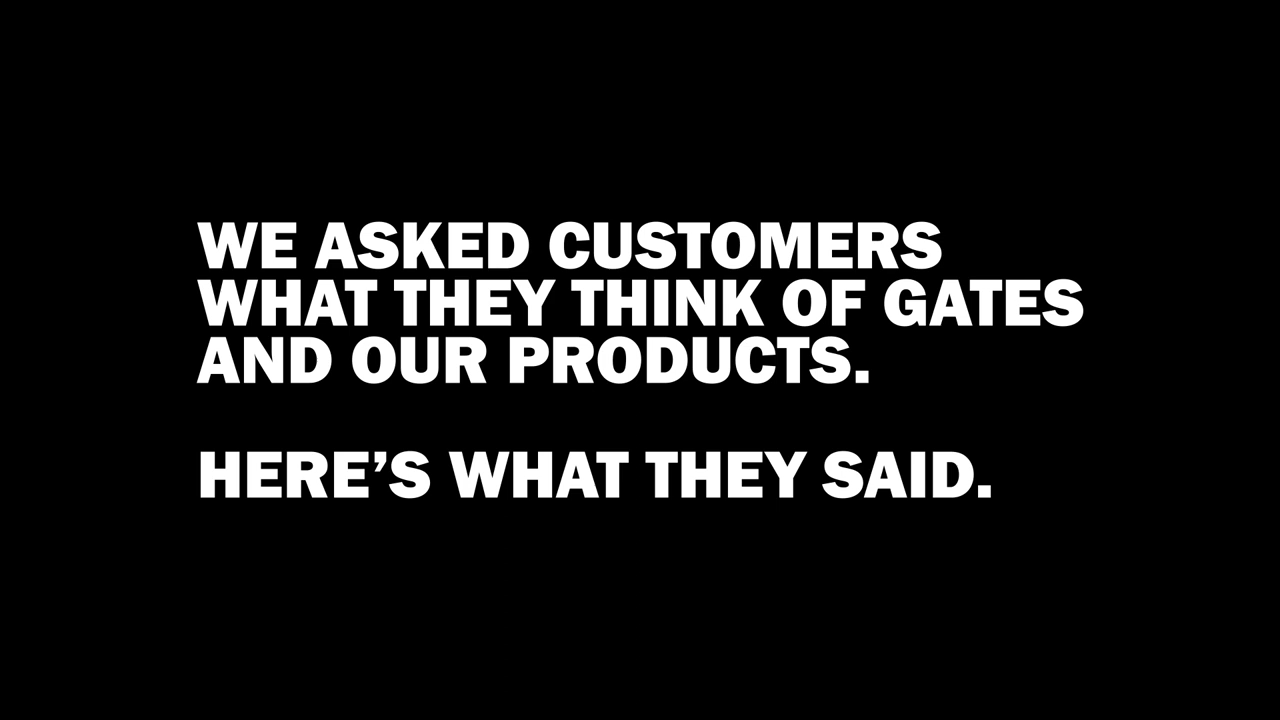 WE ASKED CUSTOMERS
WHAT THEY THINK OF GATES
AND OUR PRODUCTS.
HERE’S WHAT THEY SAID.